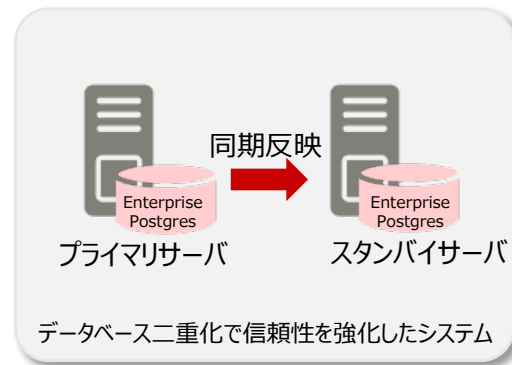 同期反映
Enterprise
Postgres
Enterprise
Postgres
プライマリサーバ
スタンバイサーバ
データベース二重化で信頼性を強化したシステム